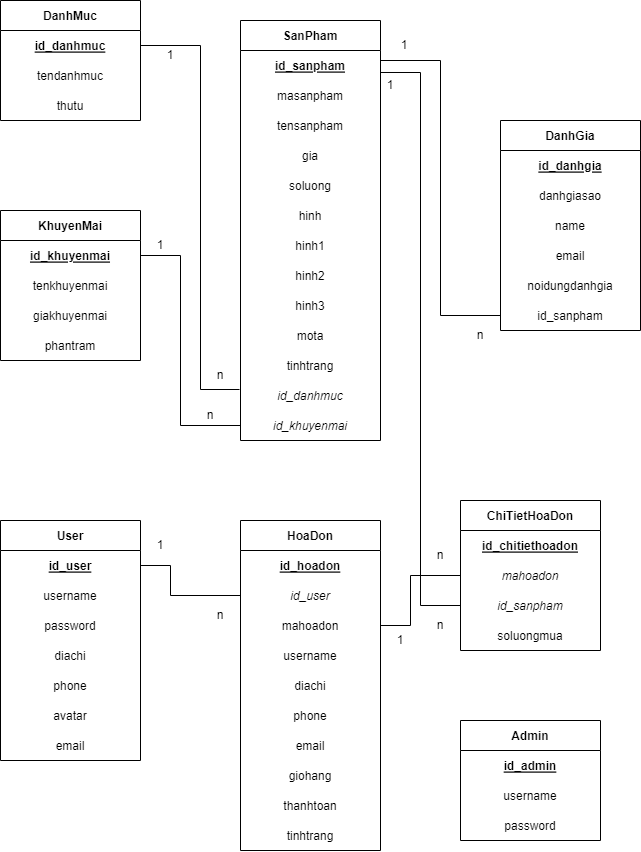 DanhMuc
id_danhmuc
tendanhmuc
thutu
1
n
SanPham
id_sanpham
masanpham
tensanpham
gia
soluong
hinh
hinh1
hinh2
hinh3
mota
tinhtrang
id_danhmuc
id_khuyenmai
1
1
DanhGia
id_danhgia
danhgiasao
name
email
noidungdanhgia
id_sanpham
n
KhuyenMai
id_khuyenmai
tenkhuyenmai
giakhuyenmai
phantram
1
n
User
id_user
username
password
diachi
phone
avatar
email
1
n
HoaDon
id_hoadon
id_user
mahoadon
username
diachi
phone
email
giohang
thanhtoan
tinhtrang
1
n
n
ChiTietHoaDon
id_chitiethoadon
mahoadon
id_sanpham
soluongmua
Admin
id_admin
username
password